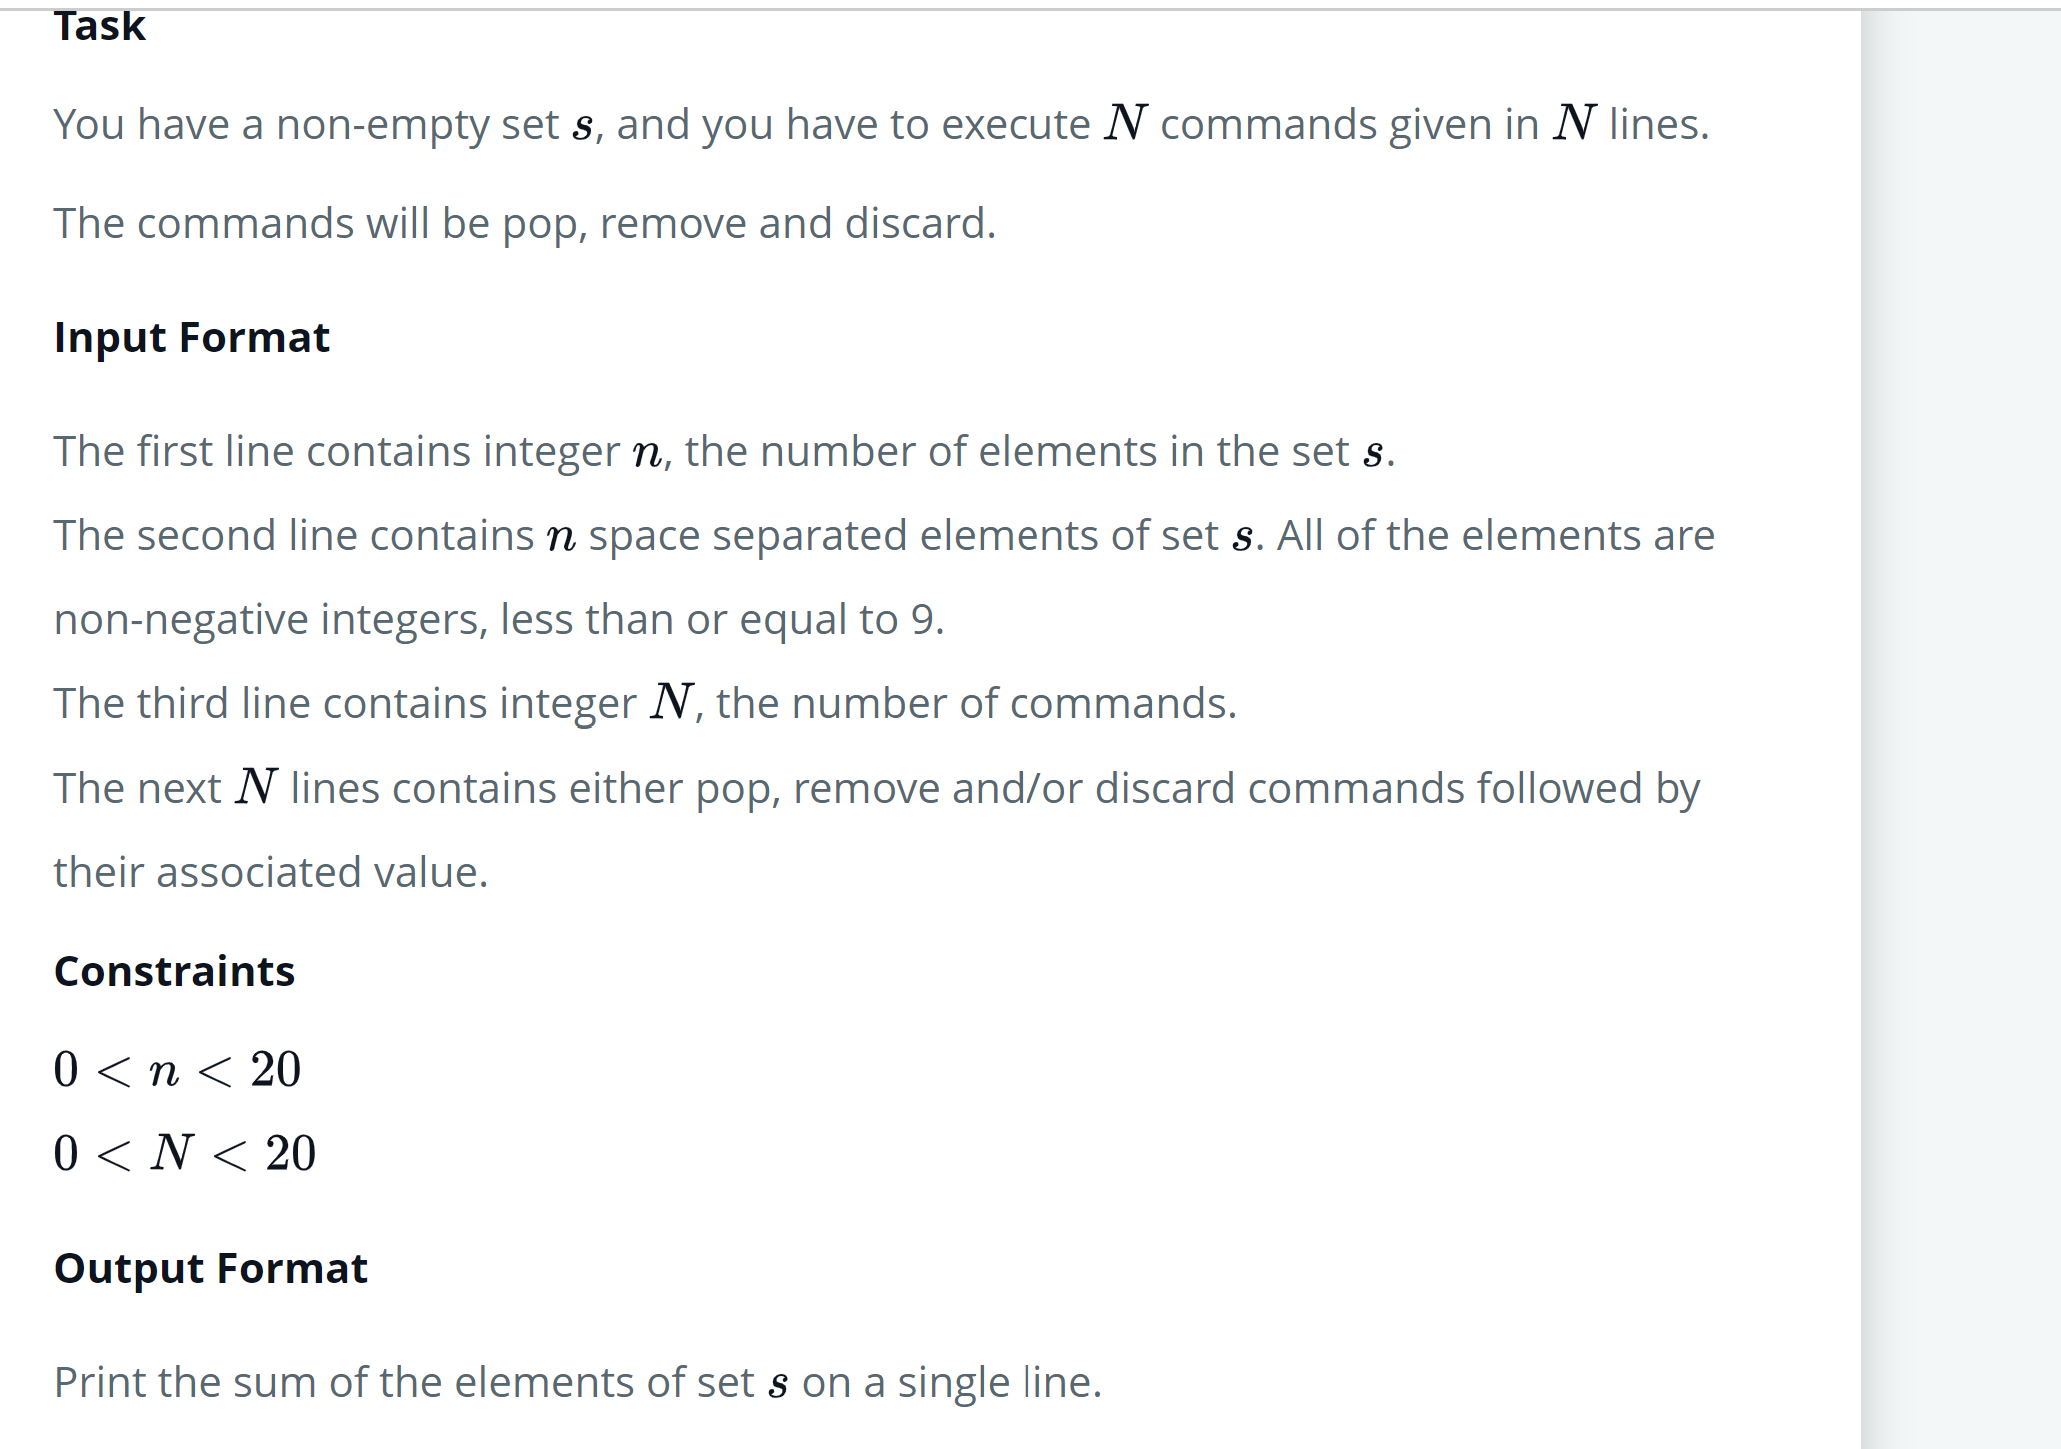 Task
You have a non-empty set s, and you have to execute N commands given in N lines.
The commands will be pop, remove and discard.
Input Format
The first line contains integer n, the number of elements in the set s.
The second line contains n space separated elements of set s. All of the elements are
non-negative integers, less than or equal to 9.
The third line contains integer N, the number of commands.
The next N lines contains either pop, remove and/or discard commands followed by
their associated value.
Constraints
0 < n < 20
0 < N < 20
Output Format
Print the sum of the elements of set s on a single line.